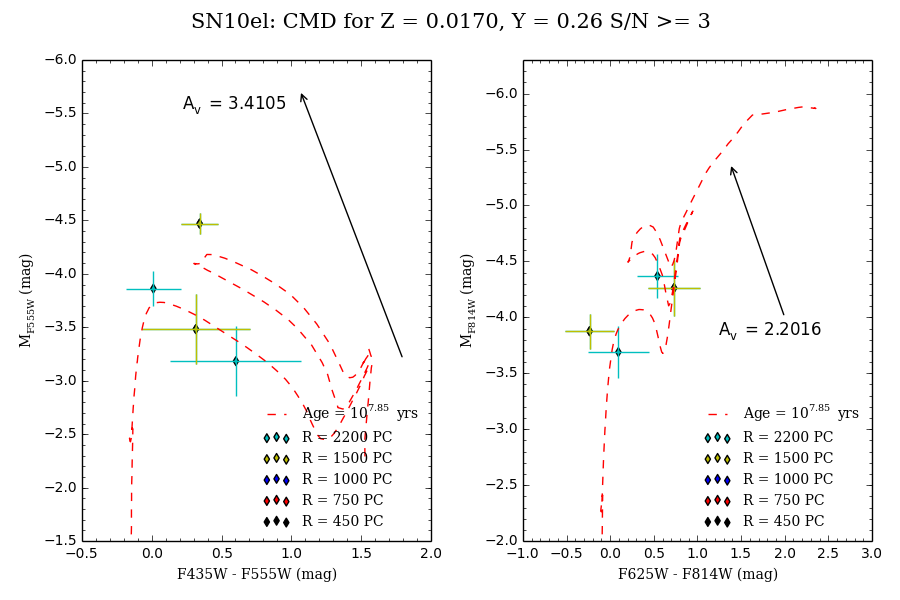 SN10el: CMD for Z = 0.0170, Y = 0.26 S/N >= 3
M_F555W (mag)
−6.0
−5.5
−5.0
−4.5
−4.0
−3.5
−3.0
−2.5
−2.0
−1.5
A_v = 3.4105
Age = 10^7.85 yrs
R = 2200 PC
R = 1500 PC
R = 1000 PC
R = 750 PC
R = 450 PC
−0.5 0.0 0.5 1.0 1.5 2.0
F435W - F555W (mag)
M_F814W (mag)
−6.0
−5.5
−5.0
−4.5
−4.0
−3.5
−3.0
−2.5
−2.0
A_v = 2.2016
Age = 10^7.85 yrs
R = 2200 PC
R = 1500 PC
R = 1000 PC
R = 750 PC
R = 450 PC
−1.0 −0.5 0.0 0.5 1.0 1.5 2.0 2.5 3.0
F625W - F814W (mag)